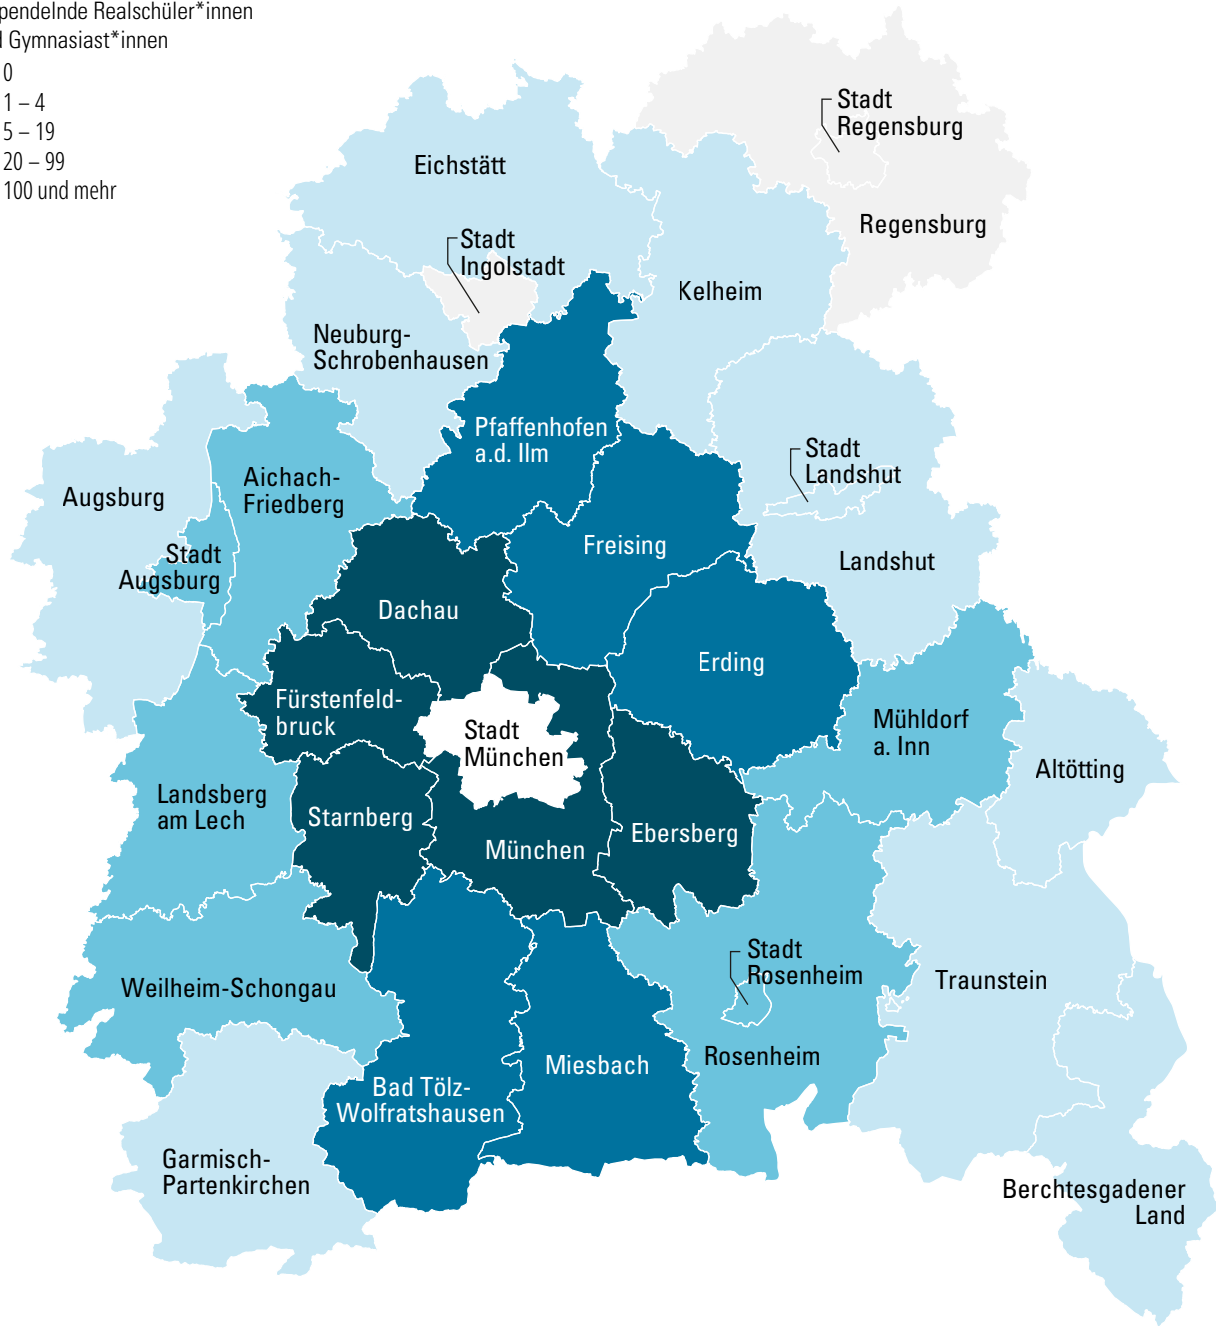 pendelnde Realschüler*innen
Gymnasiast*innen
0
1 – 4
5 – 19
20 – 99
100 und mehr
Stadt
Regensburg
Eichstätt
Regensburg
Stadt
Ingolstadt
Kelheim
Neuburg-
Schrobenhausen
Pfaffenhofen
a.d. Ilm
Stadt
Landshut
Aichach-
Friedberg
Augsburg
Freising
Stadt
Augsburg
Landshut
Dachau
Erding
Fürstenfeld-
bruck
Stadt
München
Mühldorf
a. Inn
Altötting
Landsberg
am Lech
Starnberg
München
Ebersberg
Stadt
Rosenheim
Weilheim-Schongau
Traunstein
Rosenheim
Miesbach
Bad Tölz-
Wolfratshausen
Garmisch-
Partenkirchen
Berchtesgadener
Land